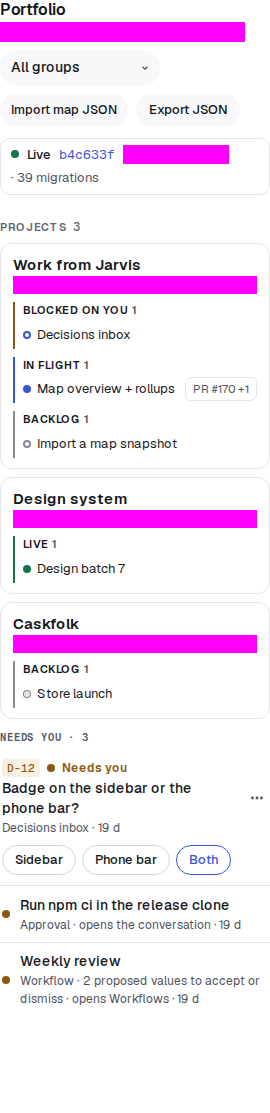 Portfolio
All groups
Import map JSON
Export JSON
Live b4c633f
· 39 migrations
PROJECTS 3
Work from Jarvis
BLOCKED ON YOU 1
Decisions inbox
IN FLIGHT 1
Map overview + rollups PR #170 +1
BACKLOG 1
Import a map snapshot
Design system
LIVE 1
Design batch 7
Caskfolk
BACKLOG 1
Store launch
NEEDS YOU · 3
D-12 Needs you
Badge on the sidebar or the
phone bar?
Decisions inbox · 19 d
Sidebar Phone bar Both
Run npm ci in the release clone
Approval · opens the conversation · 19 d
Weekly review
Workflow · 2 proposed values to accept or
dismiss · opens Workflows · 19 d